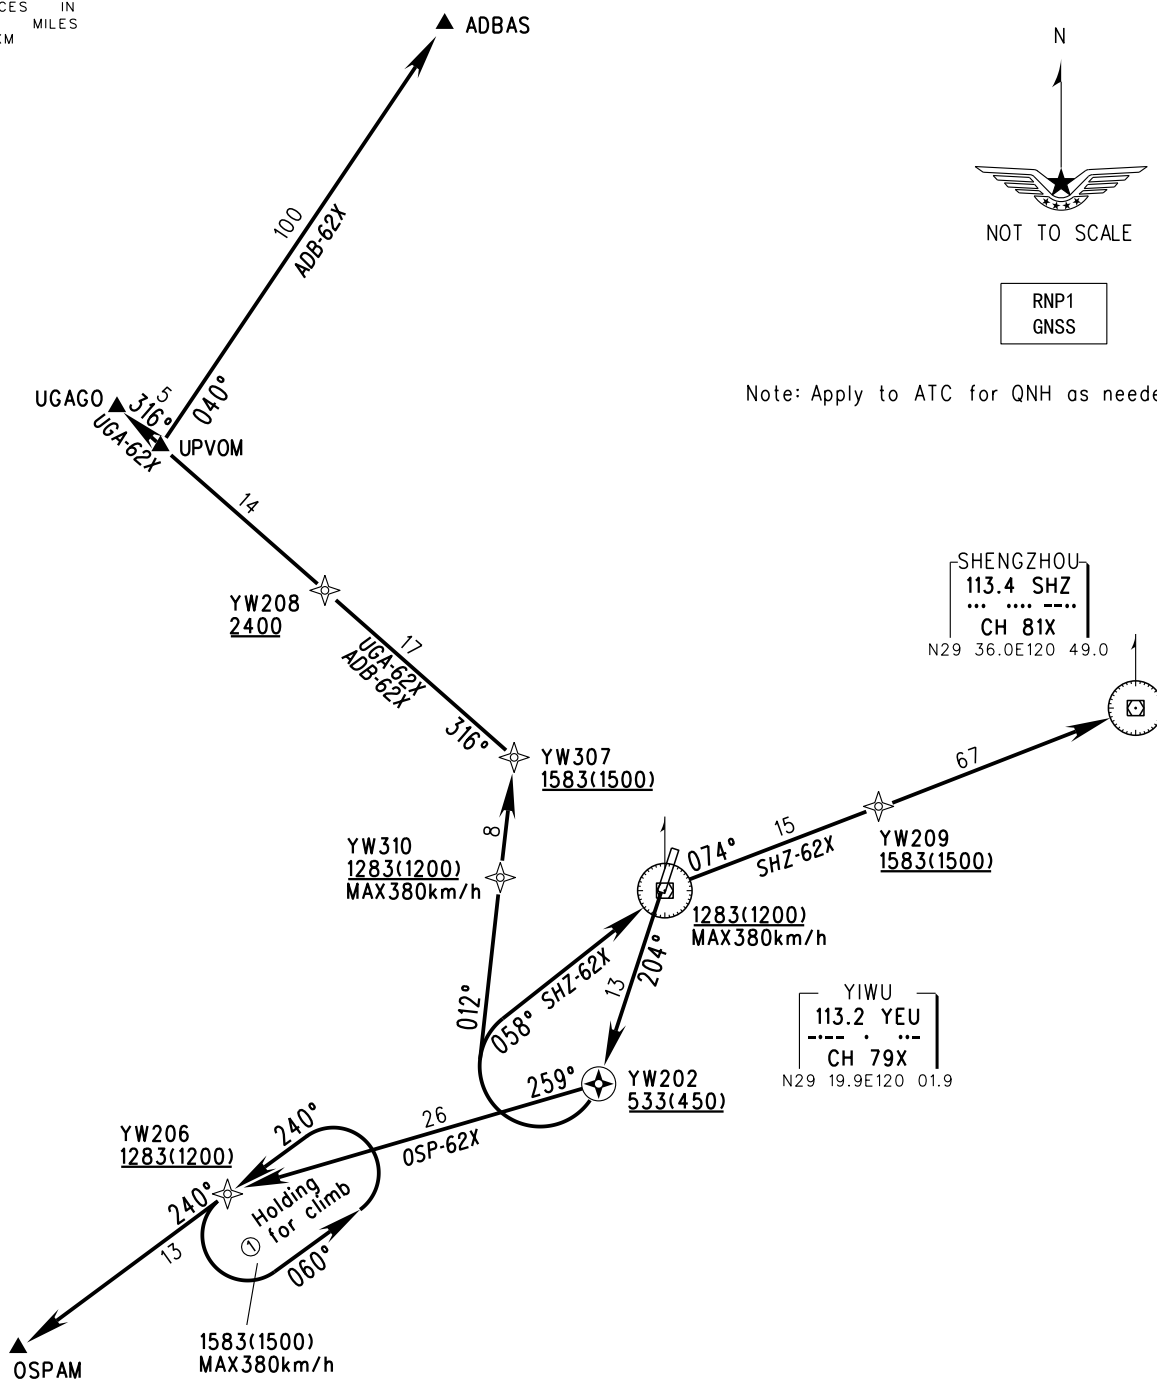 IN
MILES
ADBAS
N
NOT TO SCALE
RNP1
GNSS
Note: Apply to ATC for QNH as
100
ADB-62X
040°
UGAGO
5
316°
UGA-62X
UPVOM
14
YW208
2400
17
UGA-62X
ADB-62X
316°
SHENGZHOU
113.4 SHZ
CH 81X
N29 36.0E120 49.0
YW307
1583(1500)
67
8
YW310
1283(1200)
MAX380km/h
074°
15
SHZ-62X
YW209
1583(1500)
1283(1200)
MAX380km/h
204°
13
SHZ-62X
012°
058°
YIWU
113.2 YEU
CH 79X
N29 19.9E120 01.9
259°
YW202
533(450)
26
OSP-62X
YW206
1283(1200)
240°
240°
13
Holding
for climb
1
060°
1583(1500)
MAX380km/h
OSPAM